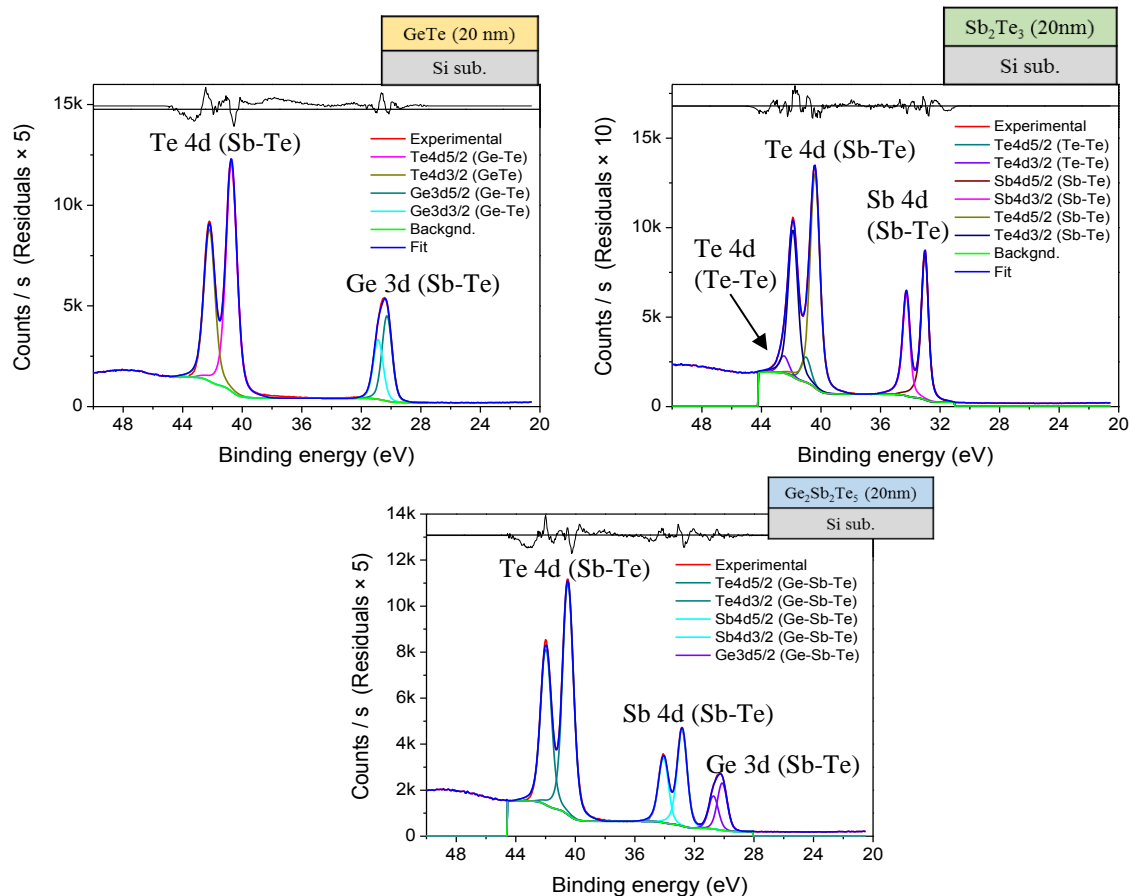 GeTe (20 nm)
Si sub.
15k
10k
5k
0
Counts / s (Residuals × 5)
Te 4d (Sb-Te)
Ge 3d (Sb-Te)
Experimental
Te4d5/2 (Ge-Te)
Te4d3/2 (GeTe)
Ge3d5/2 (Ge-Te)
Ge3d3/2 (Ge-Te)
Backgnd.
Fit
48 44 40 36 32 28 24 20
Binding energy (eV)
Sb₂Te₃ (20nm)
Si sub.
15k
10k
5k
0
Counts / s (Residuals × 10)
Te 4d (Sb-Te)
Sb 4d
(Sb-Te)
Te 4d
(Te-Te)
Experimental
Te4d5/2 (Te-Te)
Te4d3/2 (Te-Te)
Sb4d5/2 (Sb-Te)
Sb4d3/2 (Sb-Te)
Te4d5/2 (Sb-Te)
Te4d3/2 (Sb-Te)
Backgnd.
Fit
48 44 40 36 32 28 24 20
Binding energy (eV)
Ge₂Sb₂Te₅ (20nm)
Si sub.
14k
12k
10k
8k
6k
4k
2k
0
Counts / s (Residuals × 5)
Te 4d (Sb-Te)
Sb 4d (Sb-Te)
Ge 3d (Sb-Te)
Experimental
Te4d5/2 (Ge-Sb-Te)
Te4d3/2 (Ge-Sb-Te)
Sb4d5/2 (Ge-Sb-Te)
Sb4d3/2 (Ge-Sb-Te)
Ge3d5/2 (Ge-Sb-Te)
48 44 40 36 32 28 24 20
Binding energy (eV)